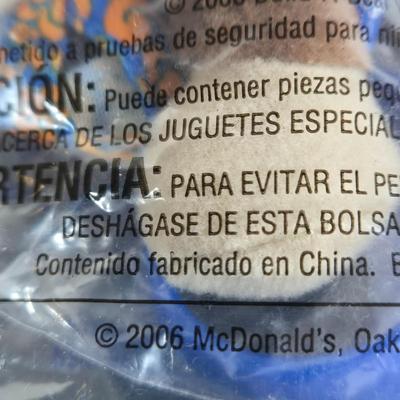 metido a pruebas de seguridad para ni
CIÓN: Puede contener piezas peq
CERCA DE LOS JUGUETES ESPECIAL
RTENCIA: PARA EVITAR EL PE
DESHÁGASE DE ESTA BOLSA
Contenido fabricado en China. E
© 2006 McDonald's, Oak